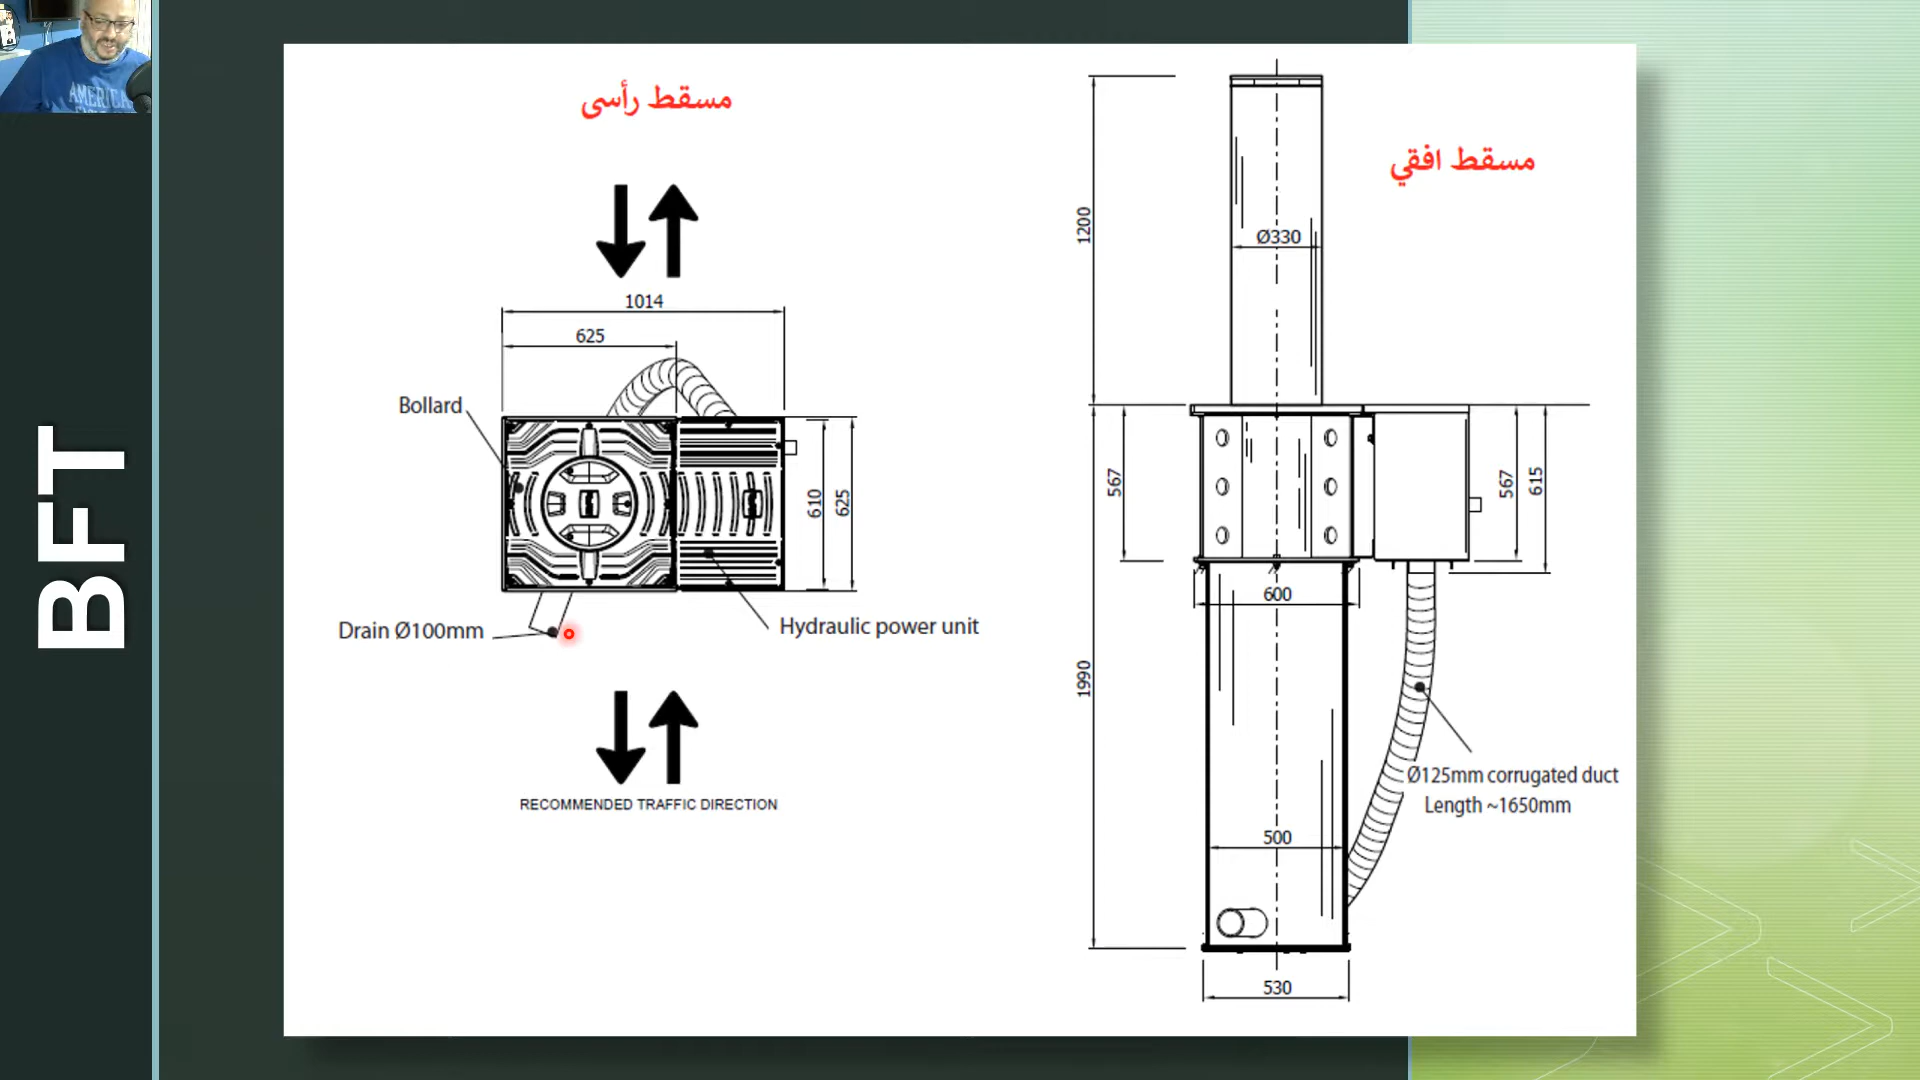 AMERICA
BFT
مسقط رأسى
1014
625
Bollard
610
625
Drain Ø100mm
Hydraulic power unit
RECOMMENDED TRAFFIC DIRECTION
مسقط افقي
1200
Ø330
567
567
615
600
1990
Ø125mm corrugated duct
Length ~1650mm
500
530